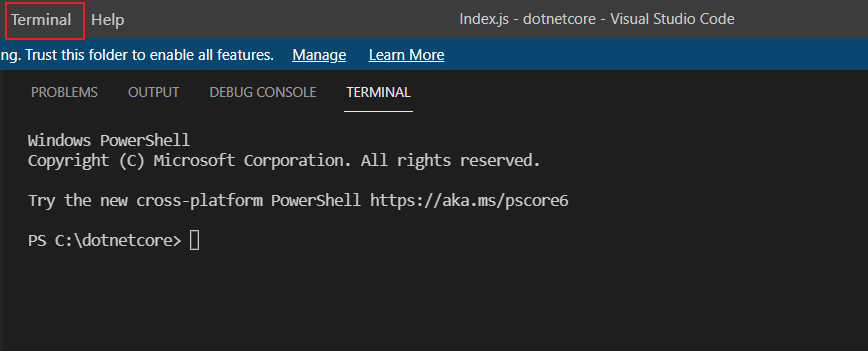 Terminal Help Index.js - dotnetcore - Visual Studio Code
ng. Trust this folder to enable all features. Manage Learn More
PROBLEMS OUTPUT DEBUG CONSOLE TERMINAL
Windows PowerShell
Copyright (C) Microsoft Corporation. All rights reserved.
Try the new cross-platform PowerShell https://aka.ms/pscore6
PS C:\dotnetcore>